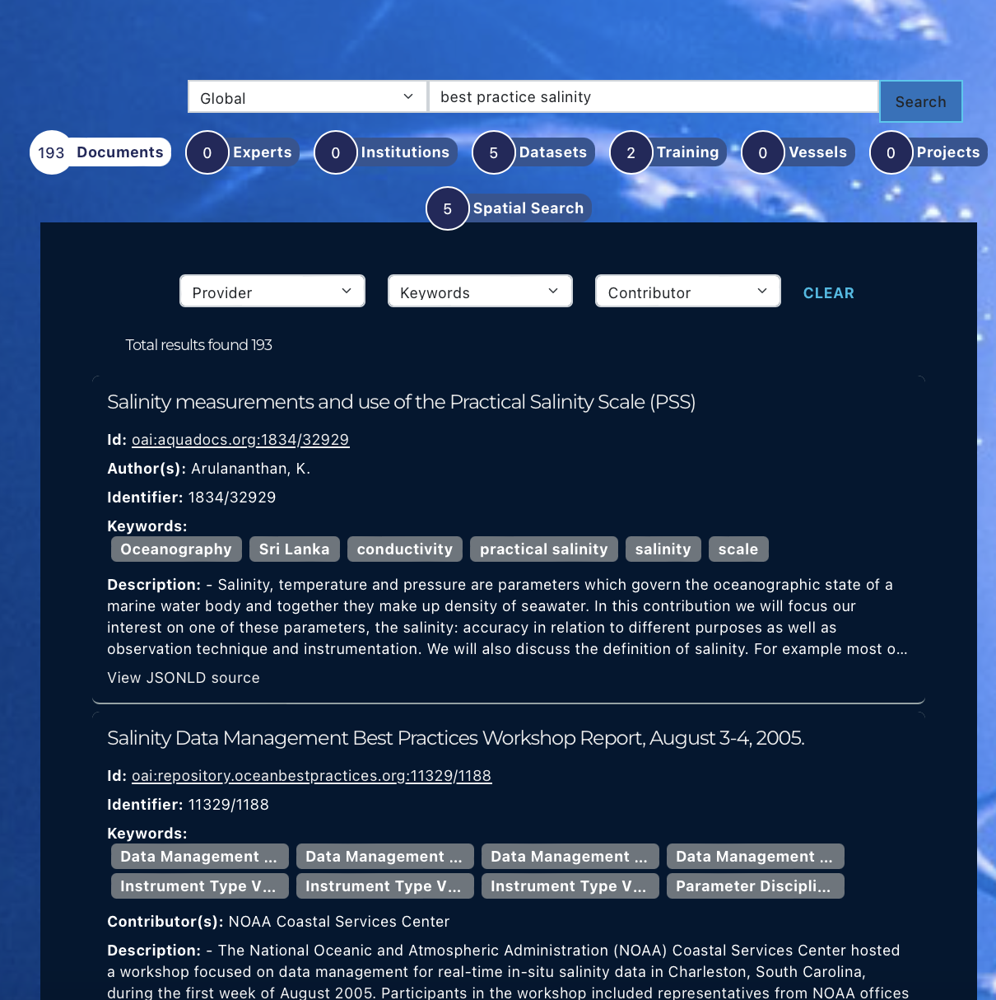 Global
best practice salinity
Search
193 Documents
0 Experts
0 Institutions
5 Datasets
2 Training
0 Vessels
0 Projects
5 Spatial Search
Provider
Keywords
Contributor
CLEAR
Total results found 193
Salinity measurements and use of the Practical Salinity Scale (PSS)
Id: oai:aquadocs.org:1834/32929
Author(s): Arulananthan, K.
Identifier: 1834/32929
Keywords:
Oceanography Sri Lanka conductivity practical salinity salinity scale
Description: - Salinity, temperature and pressure are parameters which govern the oceanographic state of a
marine water body and together they make up density of seawater. In this contribution we will focus our
interest on one of these parameters, the salinity: accuracy in relation to different purposes as well as
observation technique and instrumentation. We will also discuss the definition of salinity. For example most o...
View JSONLD source
Salinity Data Management Best Practices Workshop Report, August 3-4, 2005.
Id: oai:repository.oceanbestpractices.org:11329/1188
Identifier: 11329/1188
Keywords:
Data Management ... Data Management ... Data Management ... Data Management ...
Instrument Type V... Instrument Type V... Instrument Type V... Parameter Discipli...
Contributor(s): NOAA Coastal Services Center
Description: - The National Oceanic and Atmospheric Administration (NOAA) Coastal Services Center hosted
a workshop focused on data management for real-time in-situ salinity data in Charleston, South Carolina,
during the first week of August 2005. Participants in the workshop included representatives from NOAA offices